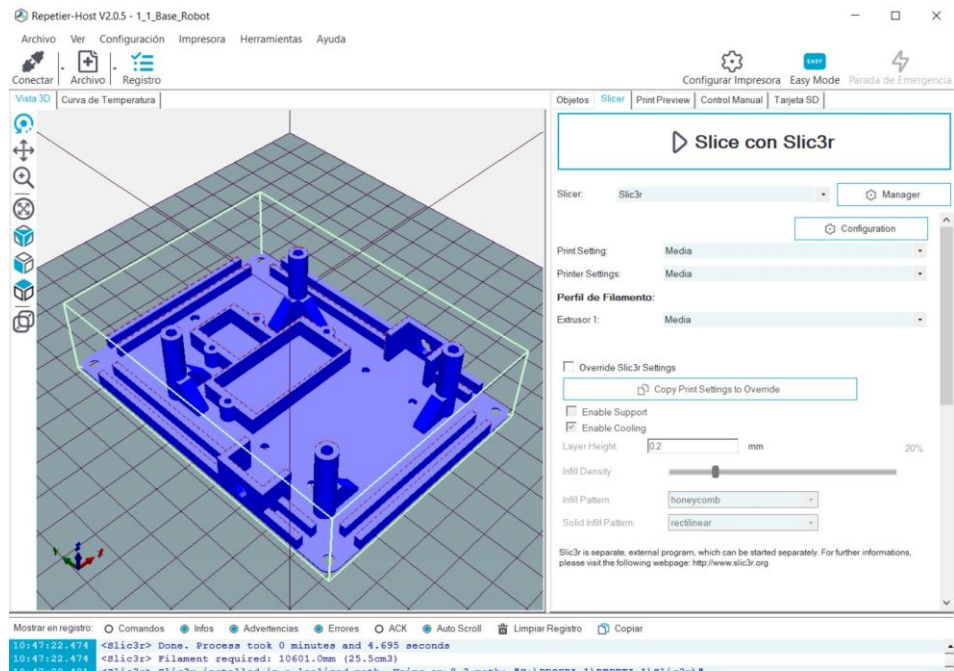 Repetier-Host V2.0.5 - 1_1_Base_Robot
Archivo Ver Configuración Impresora Herramientas Ayuda
Conectar Archivo Registro Configurar Impresora EASY Easy Mode Parada de Emergencia
Vista 3D Curva de Temperatura
Objetos Slicer Print Preview Control Manual Tarjeta SD
Slice con Slic3r
Slicer: Slic3r Manager
Configuration
Print Setting: Media
Printer Settings: Media
Perfil de Filamento:
Extrusor 1: Media
Override Slic3r Settings
Copy Print Settings to Override
Enable Support
Enable Cooling
Layer Height: 0.2 mm 20%
Infill Density
Infill Pattern: honeycomb
Solid Infill Pattern: rectilinear
Slic3r is separate, external program, which can be started separately. For further informations,
please visit the following webpage: http://www.slic3r.org
Mostrar en registro: Comandos Infos Advertencias Errores ACK Auto Scroll Limpiar Registro Copiar
10:47:22.474 <Slic3r> Done. Process took 0 minutes and 4.695 seconds
10:47:22.474 <Slic3r> Filament required: 10601.0mm (25.5cm3)